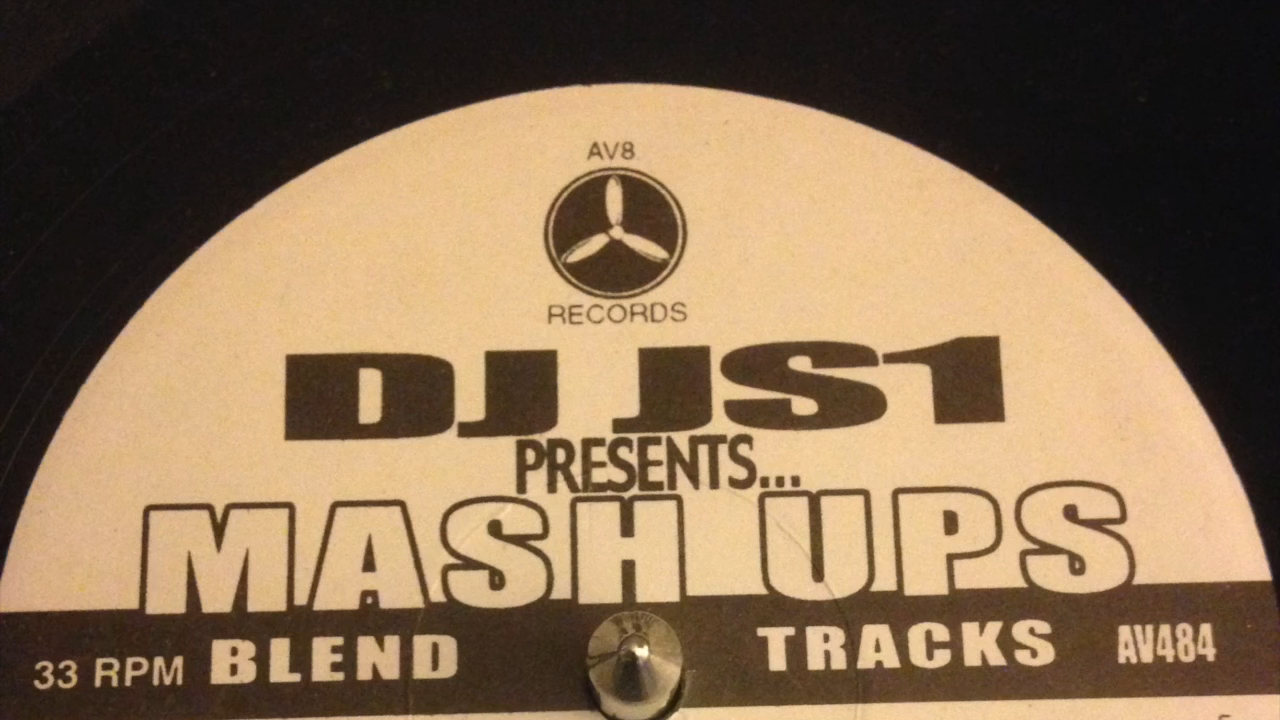 AV8
RECORDS
DJ JS1
PRESENTS...
MASH UPS
33 RPM BLEND TRACKS AV484